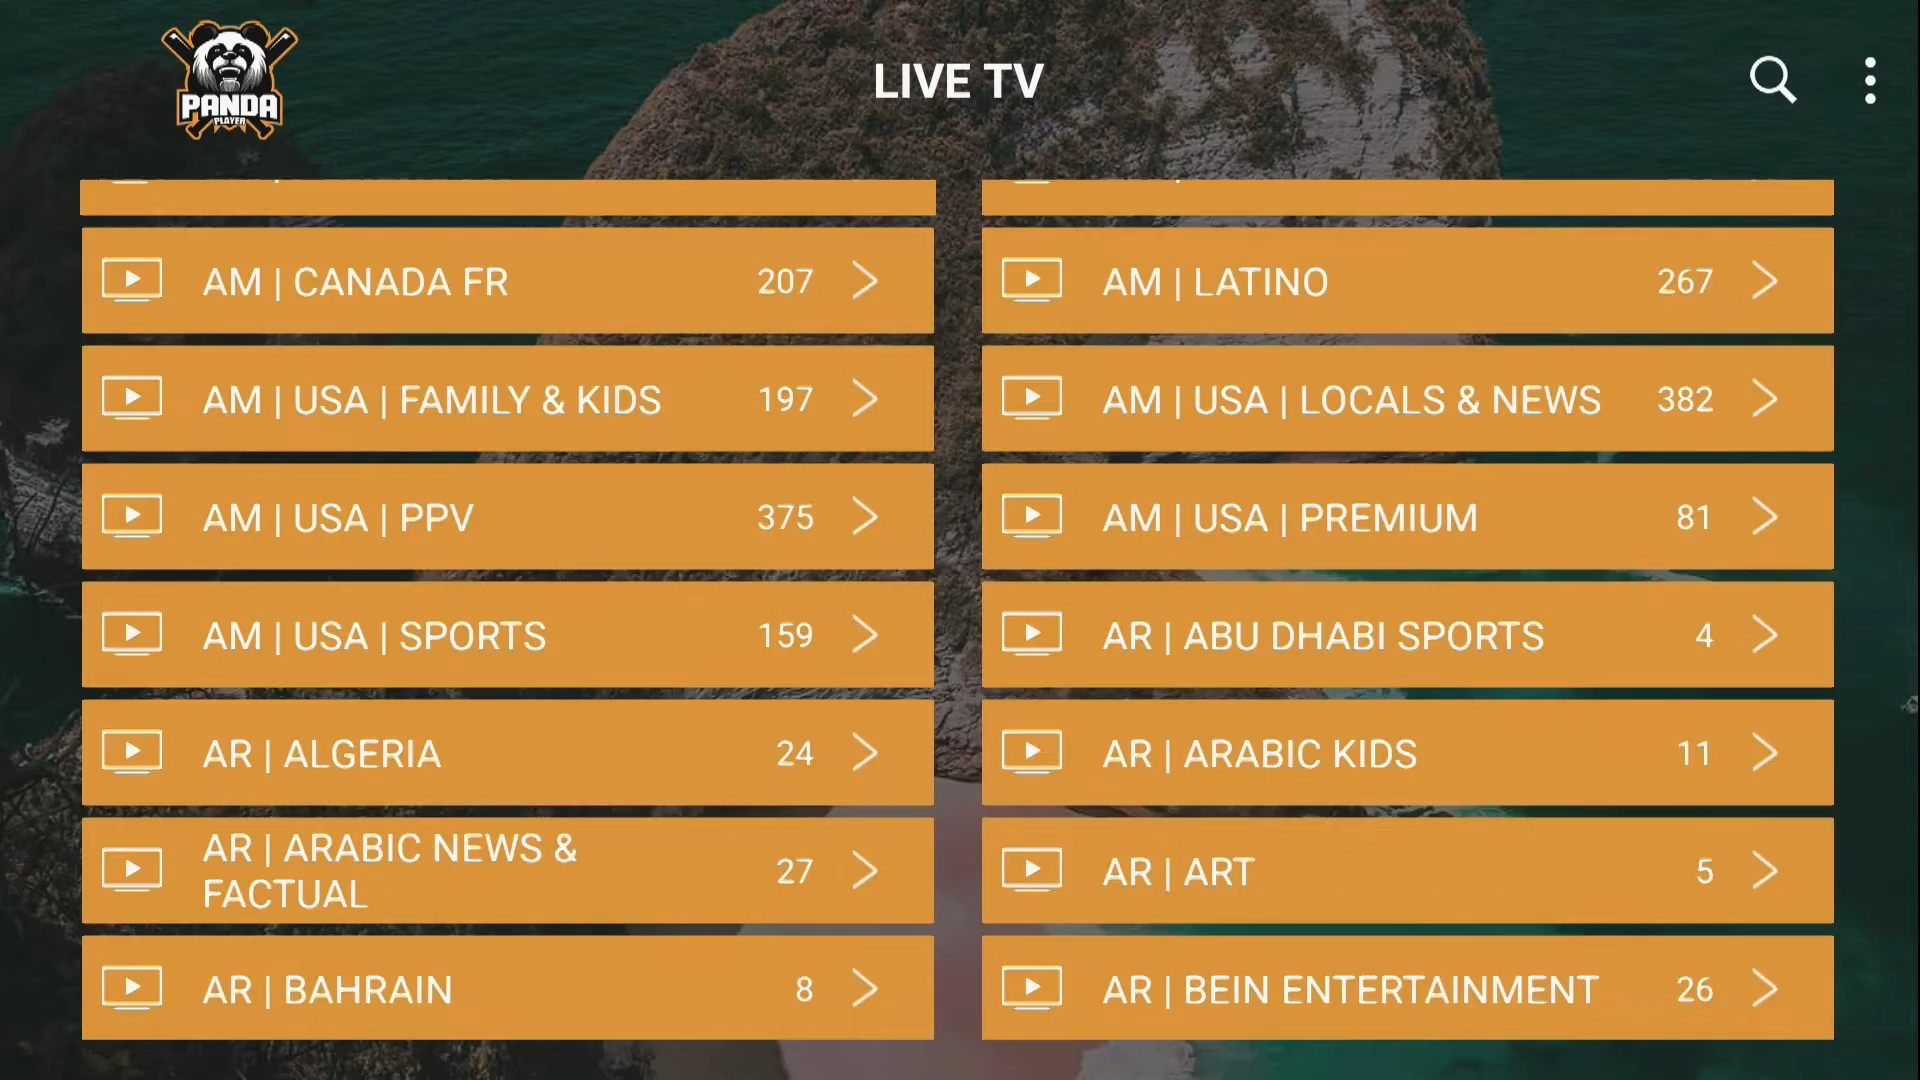 PANDA
PLAYER
LIVE TV
AM | CANADA FR 207
AM | LATINO 267
AM | USA | FAMILY & KIDS 197
AM | USA | LOCALS & NEWS 382
AM | USA | PPV 375
AM | USA | PREMIUM 81
AM | USA | SPORTS 159
AR | ABU DHABI SPORTS 4
AR | ALGERIA 24
AR | ARABIC KIDS 11
AR | ARABIC NEWS &
FACTUAL 27
AR | ART 5
AR | BAHRAIN 8
AR | BEIN ENTERTAINMENT 26